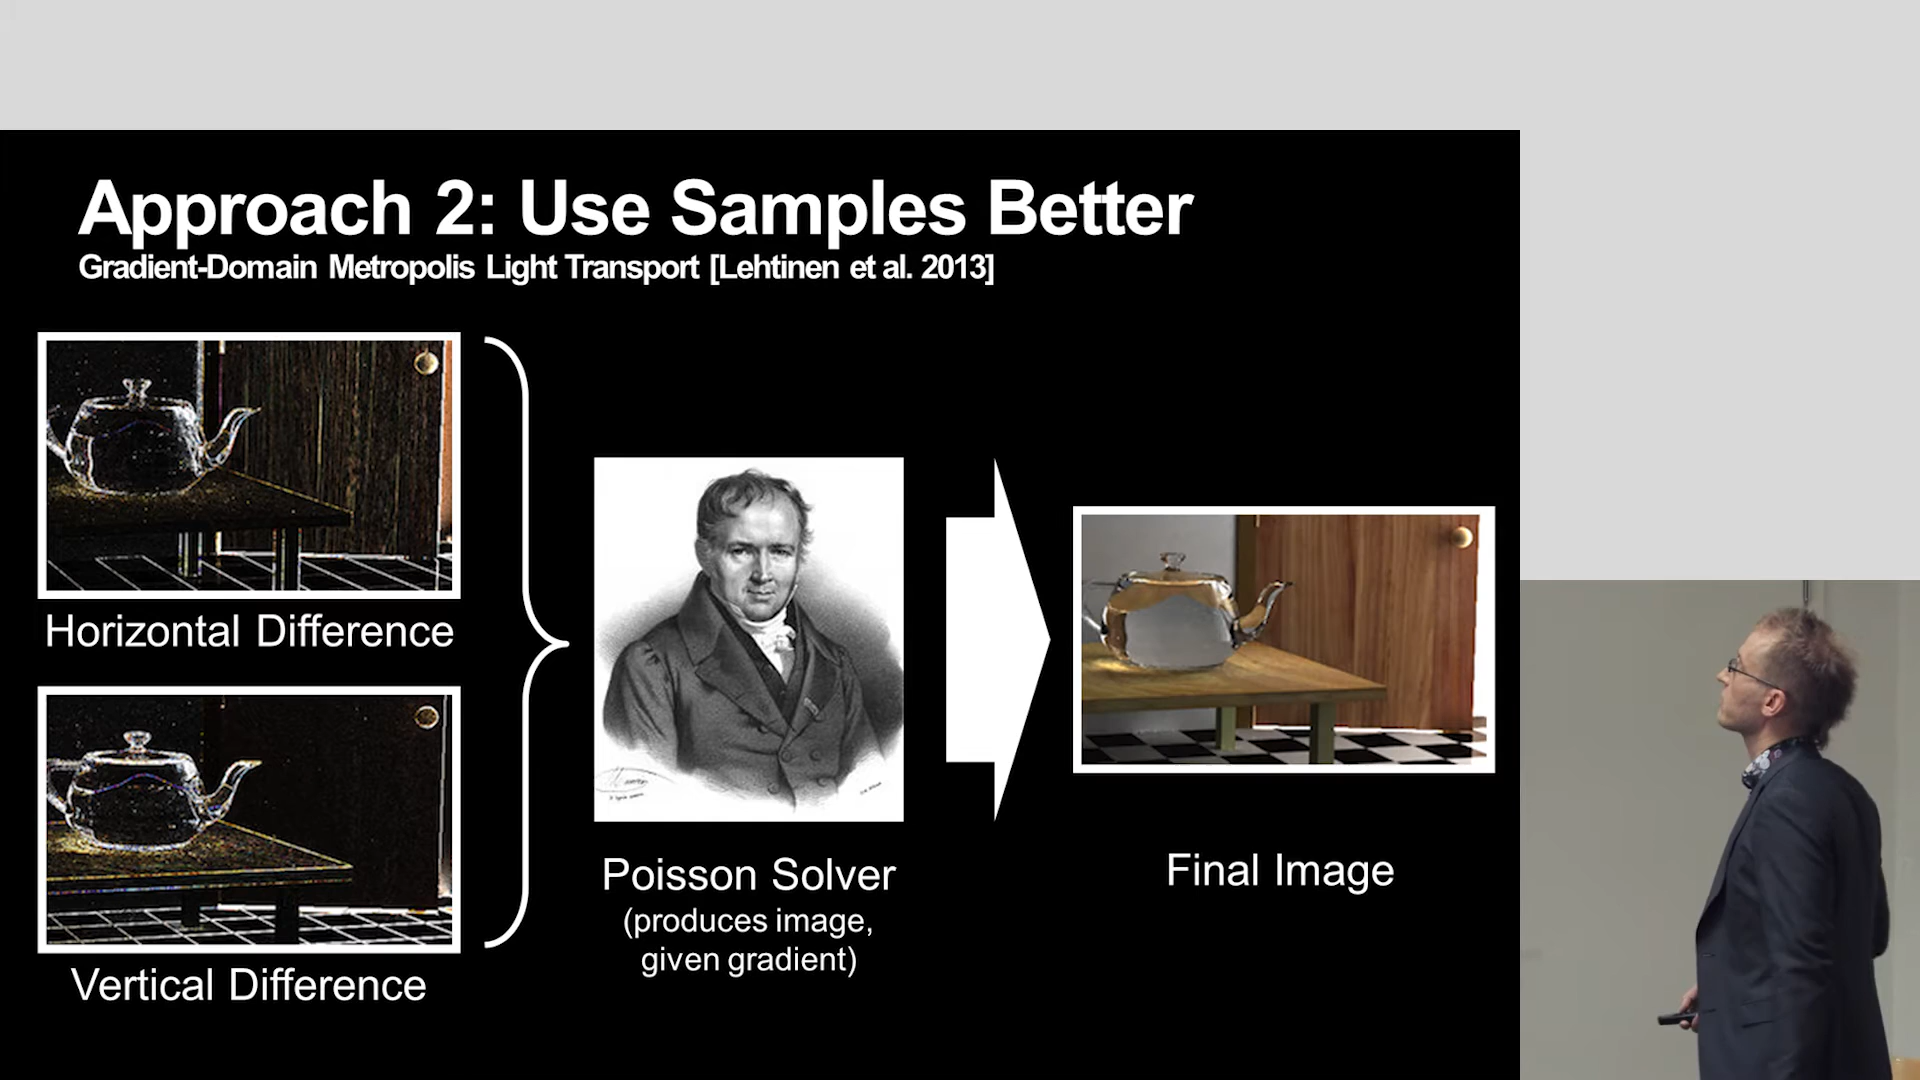 Approach 2: Use Samples Better
Gradient-Domain Metropolis Light Transport [Lehtinen et al. 2013]
Horizontal Difference
Vertical Difference
Poisson Solver
(produces image,
given gradient)
Final Image